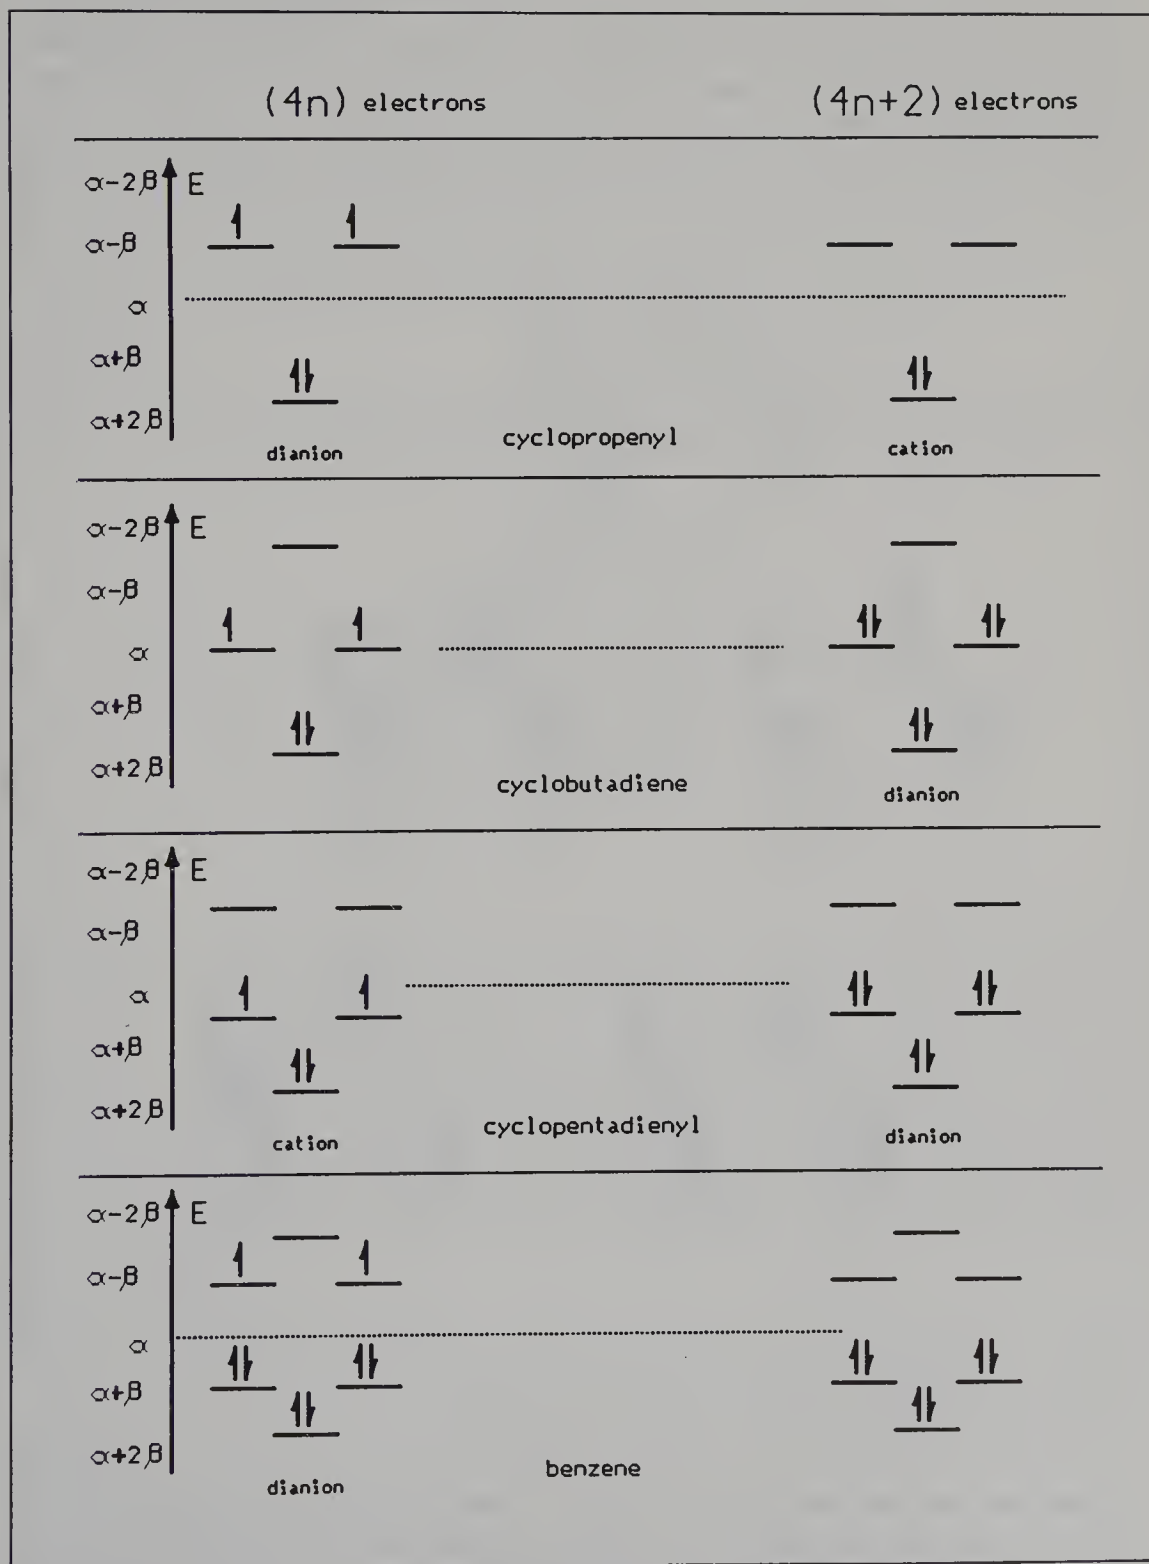 (4n) electrons (4n+2) electrons
α-2β E
α-β
α
α+β
α+2β
cyclopropenyl
dianion cation
α-2β E
α-β
α
α+β
α+2β
cyclobutadiene
dianion
α-2β E
α-β
α
α+β
α+2β
cyclopentadienyl
cation dianion
α-2β E
α-β
α
α+β
α+2β
benzene
dianion